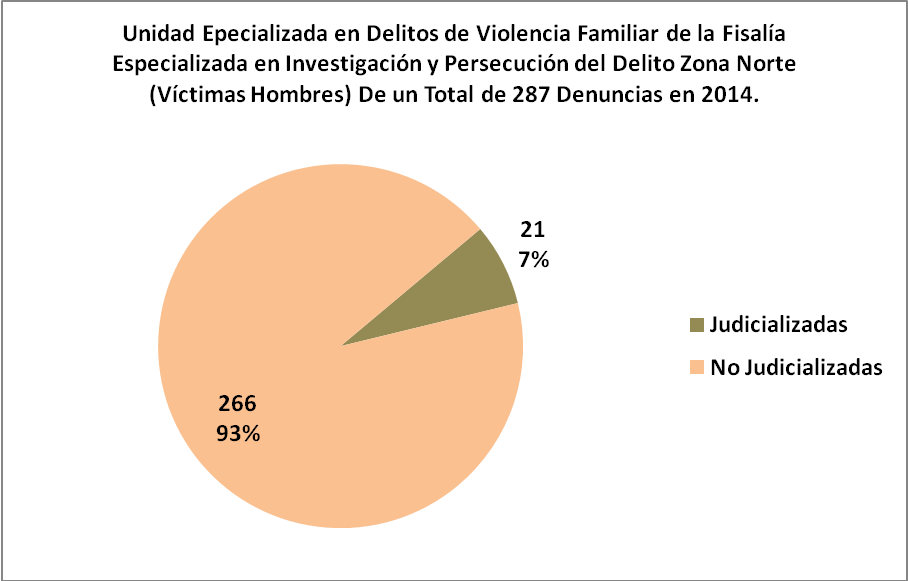 Unidad Epecializada en Delitos de Violencia Familiar de la Fisalía
Especializada en Investigación y Persecución del Delito Zona Norte
(Víctimas Hombres) De un Total de 287 Denuncias en 2014.
21
7%
Judicializadas
No Judicializadas
266
93%